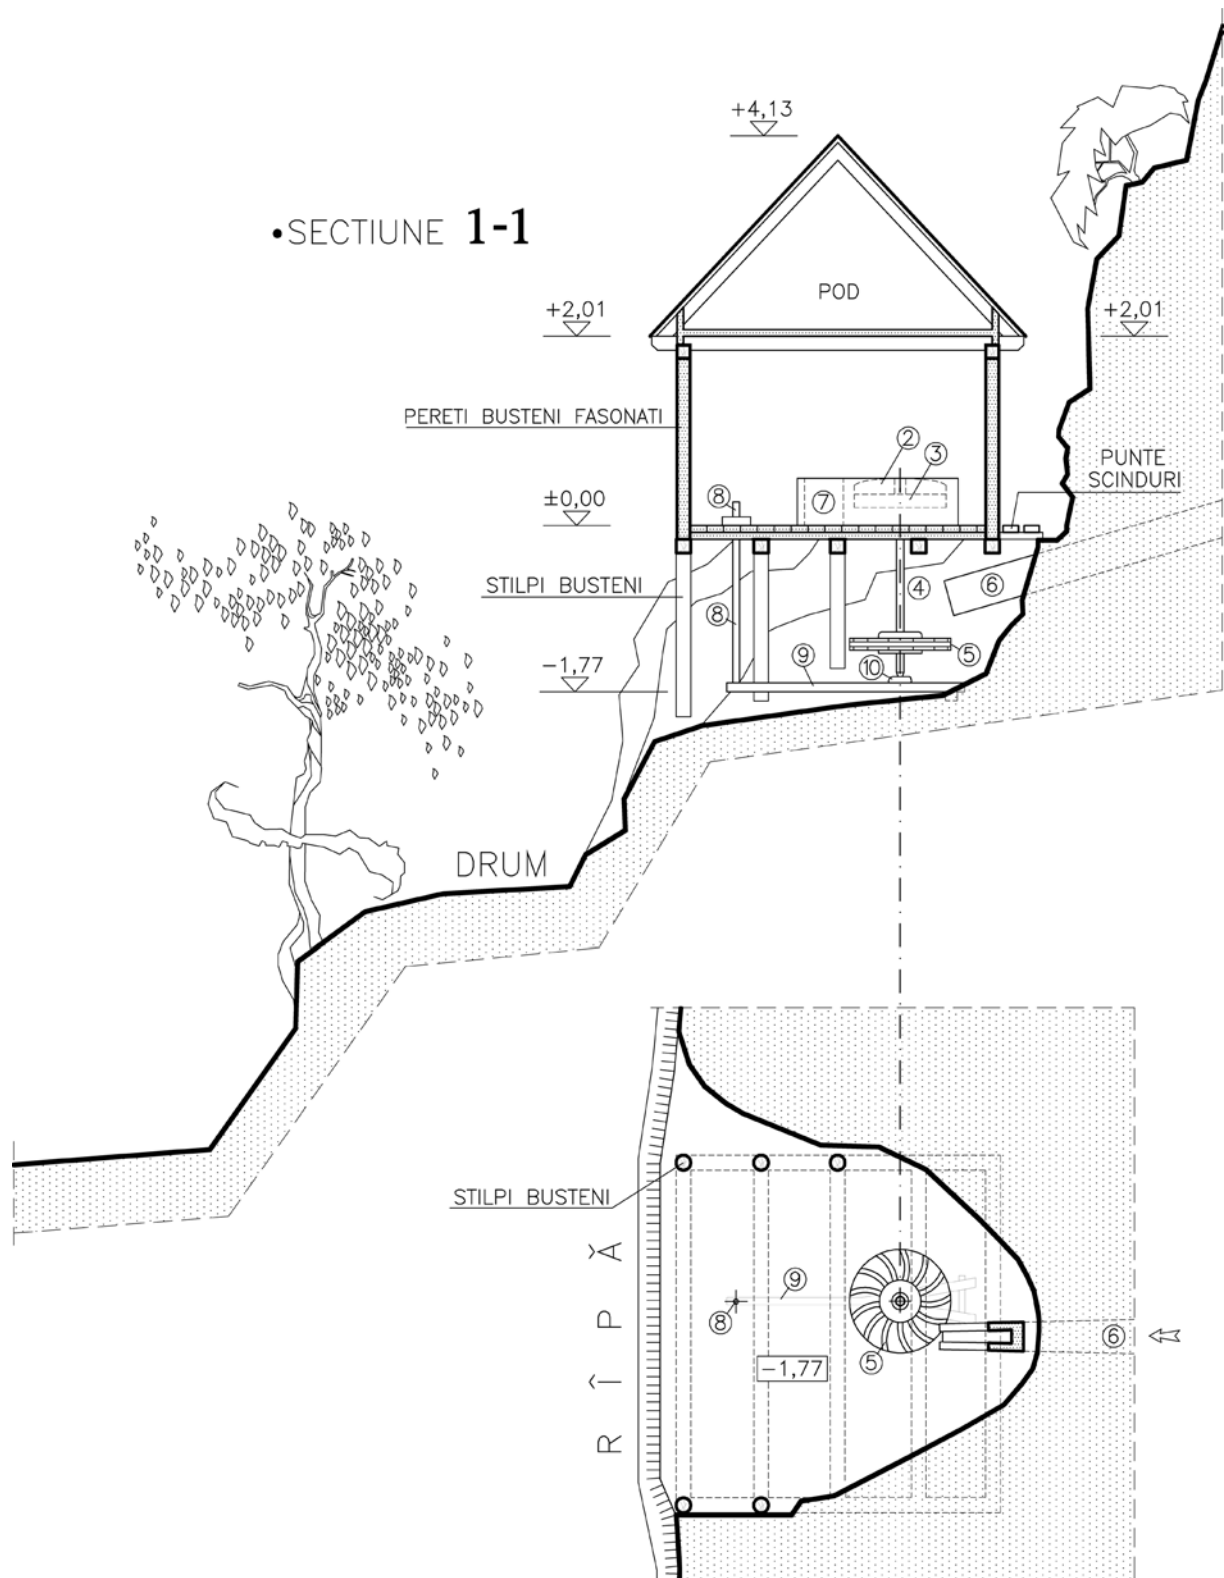 +4,13
•SECTIUNE 1-1
POD
+2,01
+2,01
PERETI BUSTENI FASONATI
2
3
PUNTE
SCINDURI
8
7
±0,00
STILPI BUSTENI
4
6
8
5
9
10
−1,77
DRUM
STILPI BUSTENI
RÎPĂ
9
8
6
5
−1,77